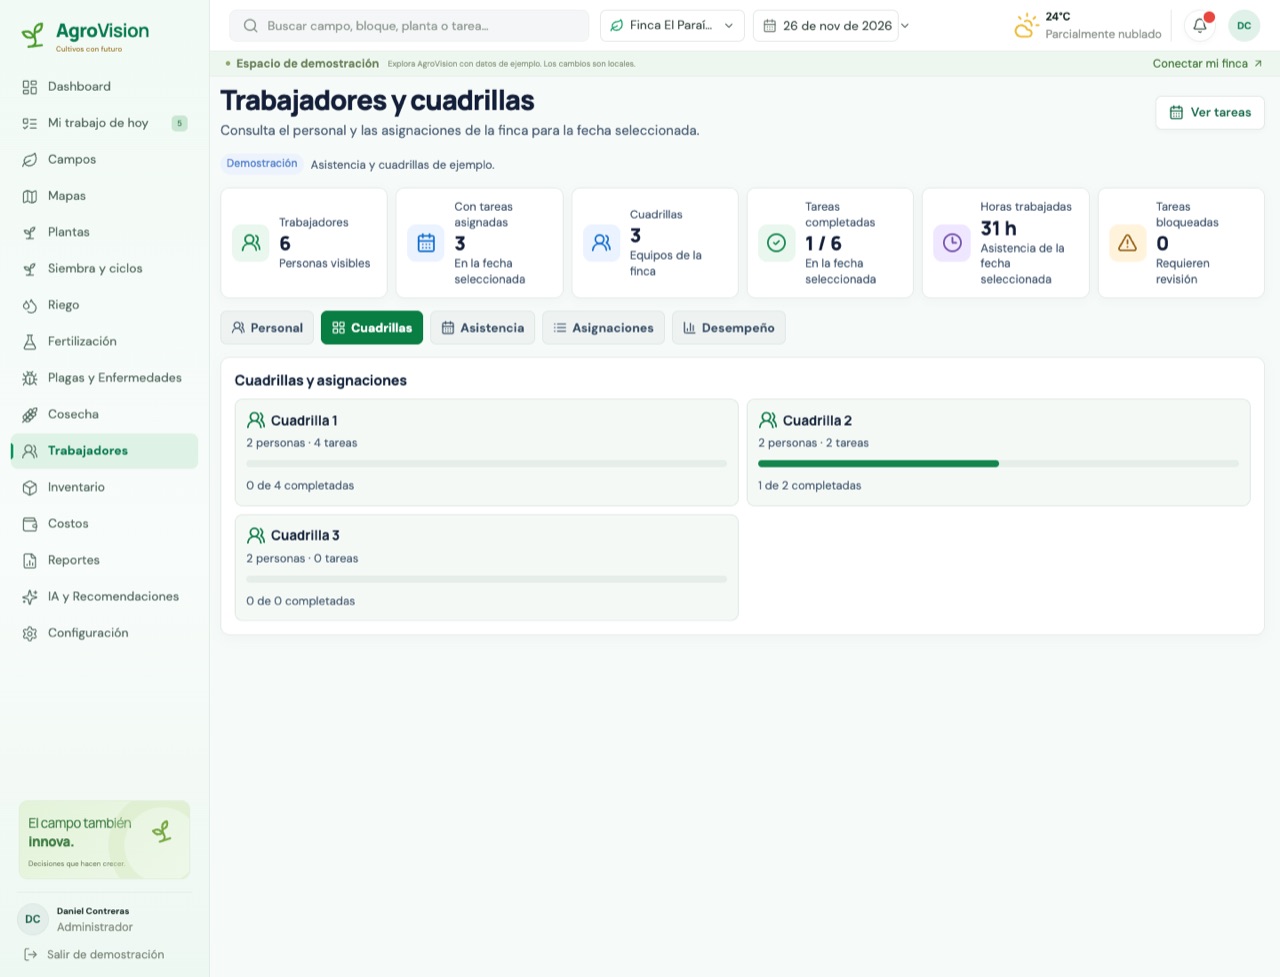 AgroVision
Cultivos con futuro
Buscar campo, bloque, planta o tarea...
Finca El Paraí...
26 de nov de 2026
24°C
Parcialmente nublado
DC
Espacio de demostración
Explora AgroVision con datos de ejemplo. Los cambios son locales.
Conectar mi finca
Dashboard
Mi trabajo de hoy
5
Campos
Mapas
Plantas
Siembra y ciclos
Riego
Fertilización
Plagas y Enfermedades
Cosecha
Trabajadores
Inventario
Costos
Reportes
IA y Recomendaciones
Configuración
El campo también
innova.
Decisiones que hacen crecer.
DC
Daniel Contreras
Administrador
Salir de demostración
Trabajadores y cuadrillas
Consulta el personal y las asignaciones de la finca para la fecha seleccionada.
Ver tareas
Demostración
Asistencia y cuadrillas de ejemplo.
Trabajadores
6
Personas visibles
Con tareas
asignadas
3
En la fecha
seleccionada
Cuadrillas
3
Equipos de la
finca
Tareas
completadas
1 / 6
En la fecha
seleccionada
Horas trabajadas
31 h
Asistencia de la
fecha
seleccionada
Tareas
bloqueadas
0
Requieren
revisión
Personal
Cuadrillas
Asistencia
Asignaciones
Desempeño
Cuadrillas y asignaciones
Cuadrilla 1
2 personas · 4 tareas
0 de 4 completadas
Cuadrilla 2
2 personas · 2 tareas
1 de 2 completadas
Cuadrilla 3
2 personas · 0 tareas
0 de 0 completadas